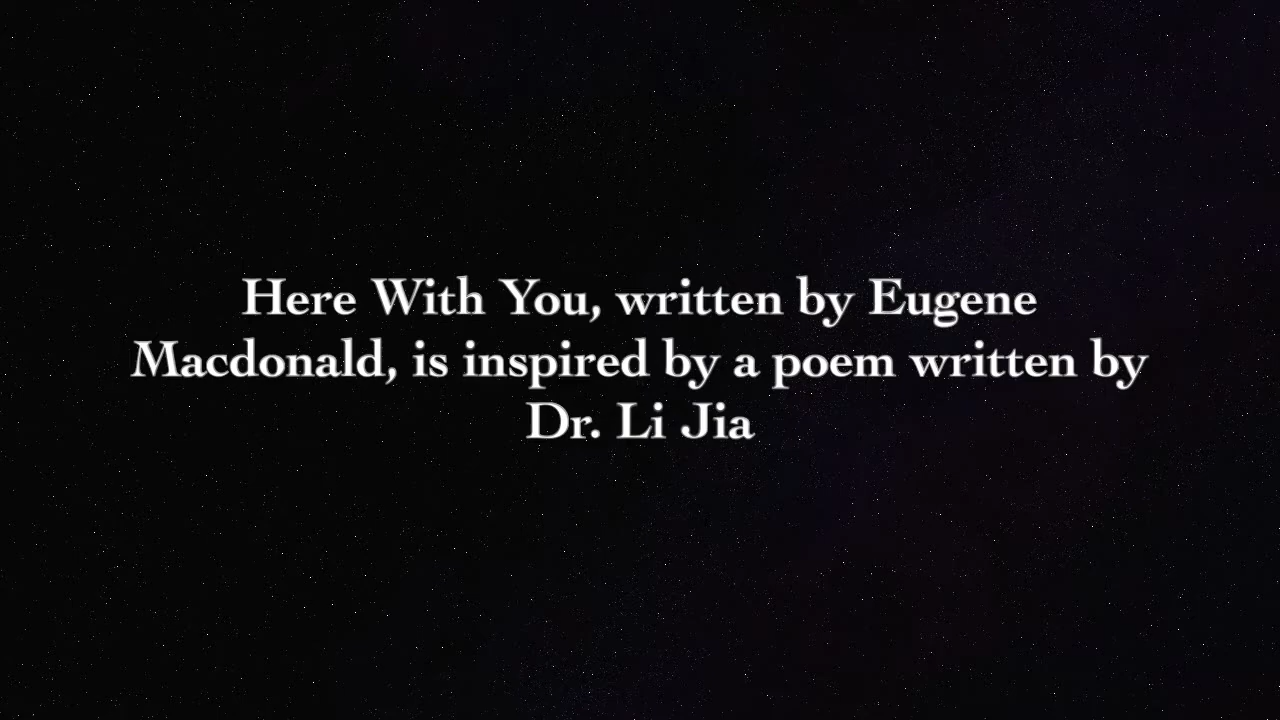 Here With You, written by Eugene
Macdonald, is inspired by a poem written by
Dr. Li Jia